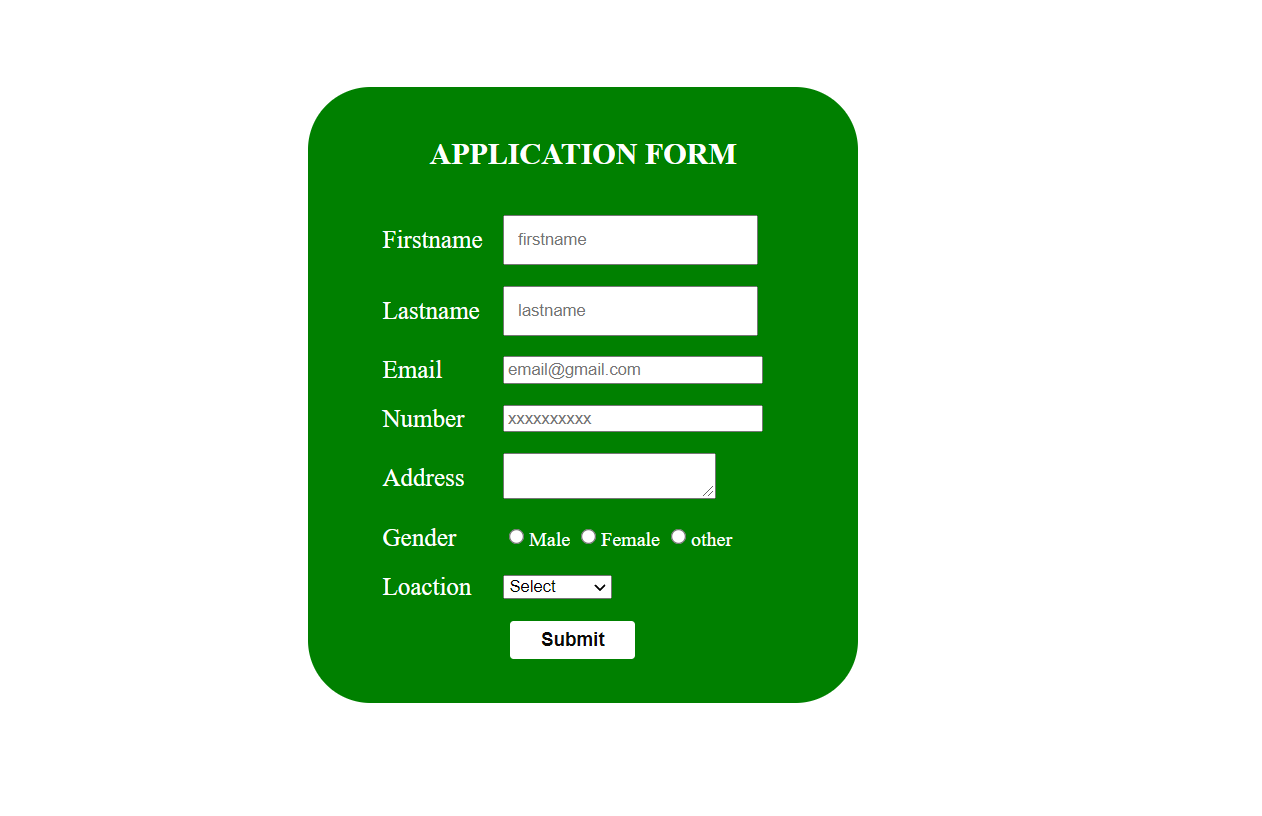 APPLICATION FORM
Firstname firstname
Lastname lastname
Email email@gmail.com
Number xxxxxxxxxx
Address
Gender Male Female other
Loaction Select
Submit